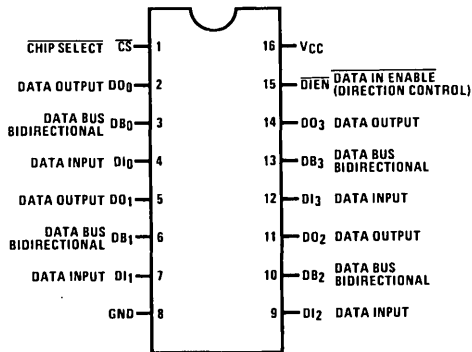 CHIP SELECT CS 1
DATA OUTPUT DO0 2
DATA BUS
BIDIRECTIONAL DB0 3
DATA INPUT DI0 4
DATA OUTPUT DO1 5
DATA BUS
BIDIRECTIONAL DB1 6
DATA INPUT DI1 7
GND 8
16 VCC
15 DIEN DATA IN ENABLE
(DIRECTION CONTROL)
14 DO3 DATA OUTPUT
13 DB3 DATA BUS
BIDIRECTIONAL
12 DI3 DATA INPUT
11 DO2 DATA OUTPUT
10 DB2 DATA BUS
BIDIRECTIONAL
9 DI2 DATA INPUT